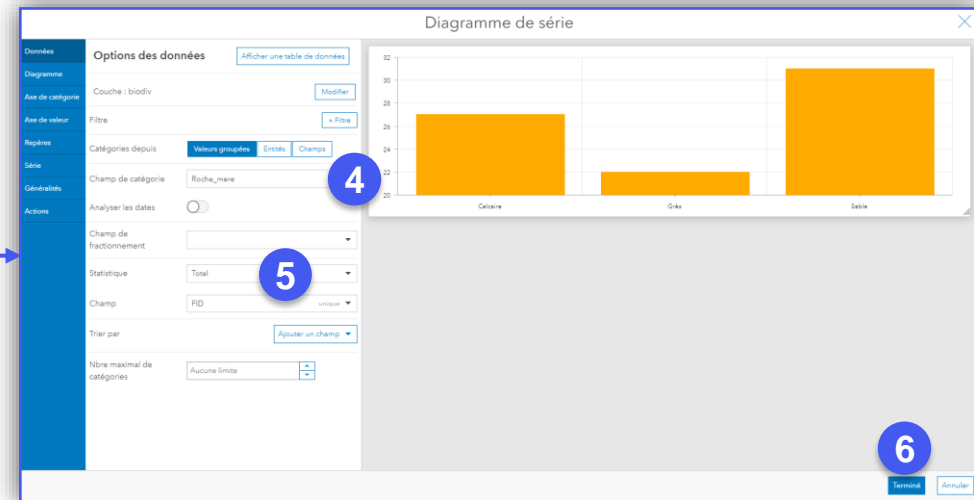 Diagramme de série
Données
Diagramme
Axe de catégorie
Axe de valeur
Repères
Série
Généralités
Actions
Options des données
Afficher une table de données
Couche : biodiv
Modifier
Filtre
+ Filtre
Catégories depuis
Valeurs groupées
Entités
Champs
Champ de catégorie
Roche_mere
4
Analyser les dates
Champ de
fractionnement
Statistique
Total
5
Champ
FID
unique
Trier par
Ajouter un champ
Nbre maximal de
catégories
Aucune limite
32
30
28
26
24
22
20
Calcaire
Grès
Sable
6
Terminé
Annuler